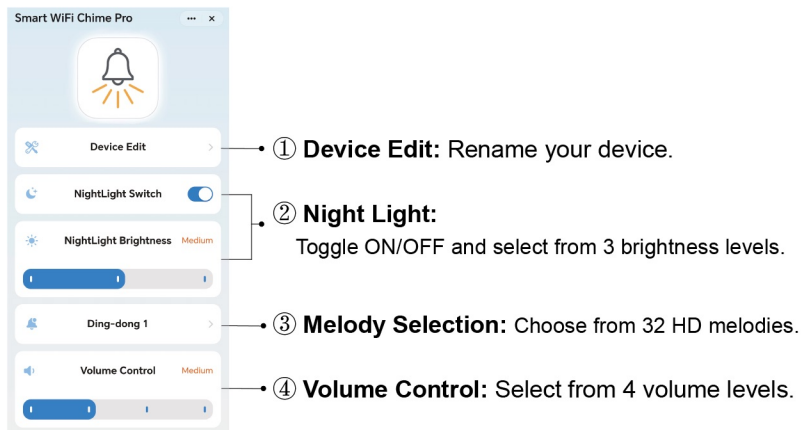 Smart WiFi Chime Pro
Device Edit
① Device Edit: Rename your device.
NightLight Switch
② Night Light:
Toggle ON/OFF and select from 3 brightness levels.
NightLight Brightness Medium
Ding-dong 1
③ Melody Selection: Choose from 32 HD melodies.
Volume Control Medium
④ Volume Control: Select from 4 volume levels.